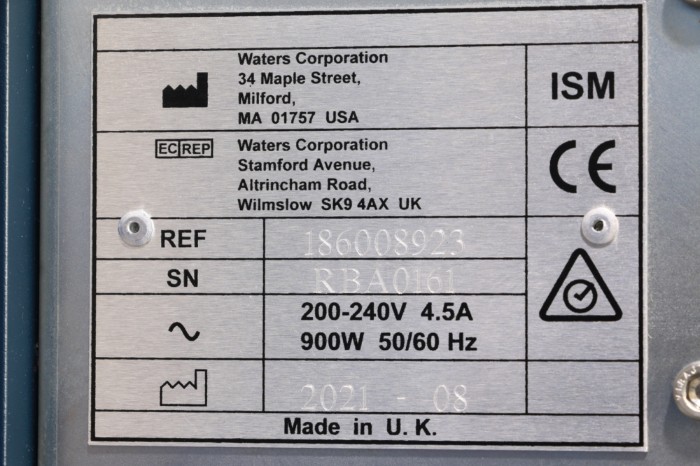 Waters Corporation
34 Maple Street,
Milford,
MA 01757 USA
ISM
EC REP
Waters Corporation
Stamford Avenue,
Altrincham Road,
Wilmslow SK9 4AX UK
CE
REF 186008923
SN RBA0161
200-240V 4.5A
900W 50/60 Hz
2021 - 08
Made in U. K.